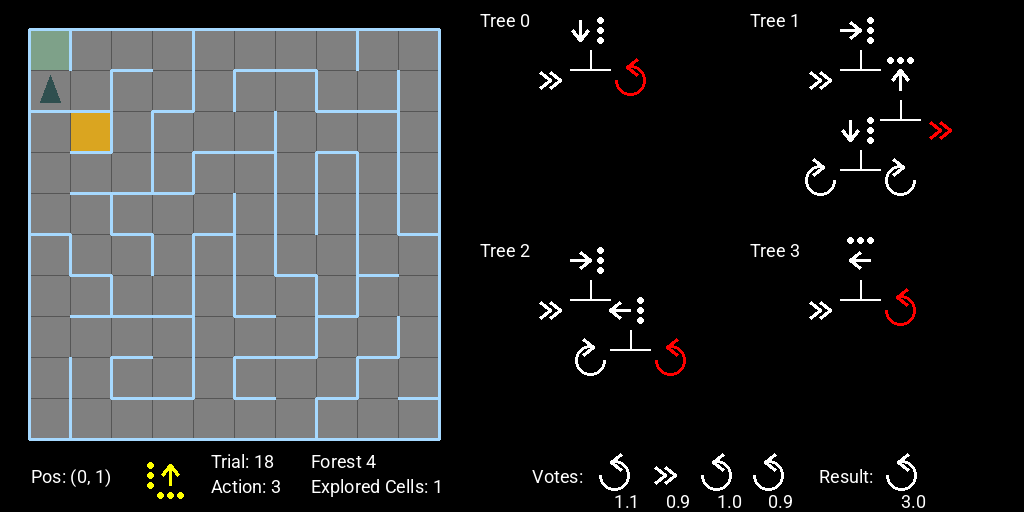 Tree 0
Tree 1
Tree 2
Tree 3
Pos: (0, 1)
Trial: 18
Forest 4
Action: 3
Explored Cells: 1
Votes:
1.1
0.9
1.0
0.9
Result:
3.0